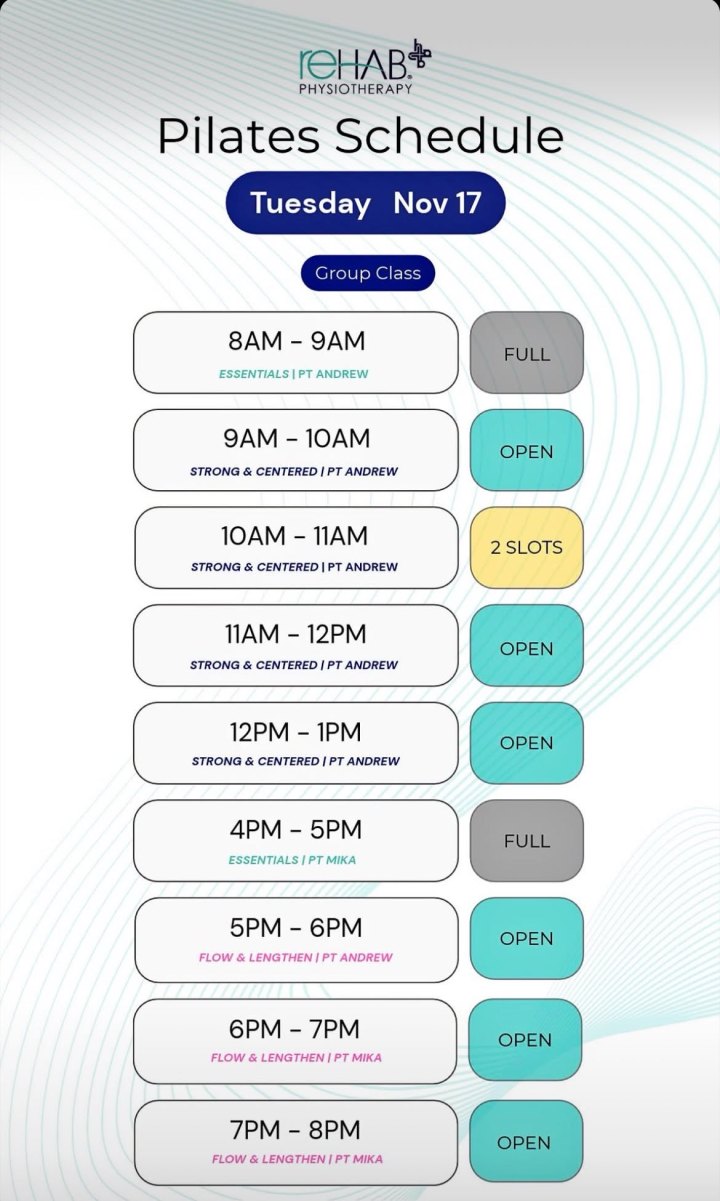 reHAB®
PHYSIOTHERAPY
Pilates Schedule
Tuesday Nov 17
Group Class
8AM - 9AM
ESSENTIALS | PT ANDREW
FULL
9AM - 10AM
STRONG & CENTERED | PT ANDREW
OPEN
10AM - 11AM
STRONG & CENTERED | PT ANDREW
2 SLOTS
11AM - 12PM
STRONG & CENTERED | PT ANDREW
OPEN
12PM - 1PM
STRONG & CENTERED | PT ANDREW
OPEN
4PM - 5PM
ESSENTIALS | PT MIKA
FULL
5PM - 6PM
FLOW & LENGTHEN | PT ANDREW
OPEN
6PM - 7PM
FLOW & LENGTHEN | PT MIKA
OPEN
7PM - 8PM
FLOW & LENGTHEN | PT MIKA
OPEN